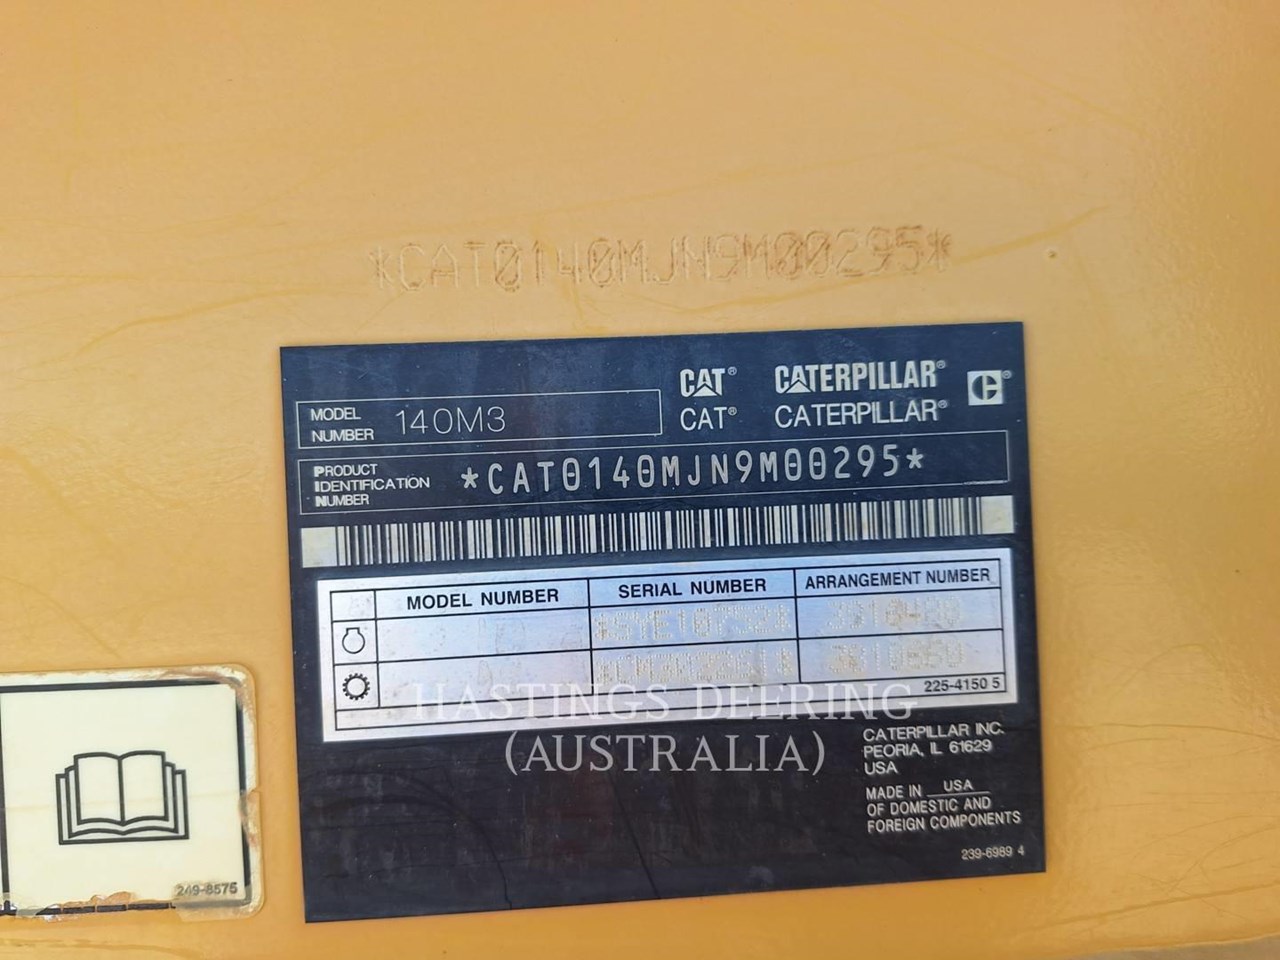 *CAT0140MJN9M00295*
CAT® CATERPILLAR® ®
CAT® CATERPILLAR®
MODEL NUMBER 140M3
PRODUCT IDENTIFICATION NUMBER *CAT0140MJN9M00295*
MODEL NUMBER SERIAL NUMBER ARRANGEMENT NUMBER
225-4150 5
HASTINGS DEERING
(AUSTRALIA)
CATERPILLAR INC.
PEORIA, IL 61629
USA
MADE IN USA
OF DOMESTIC AND
FOREIGN COMPONENTS
239-6989 4
249-8575